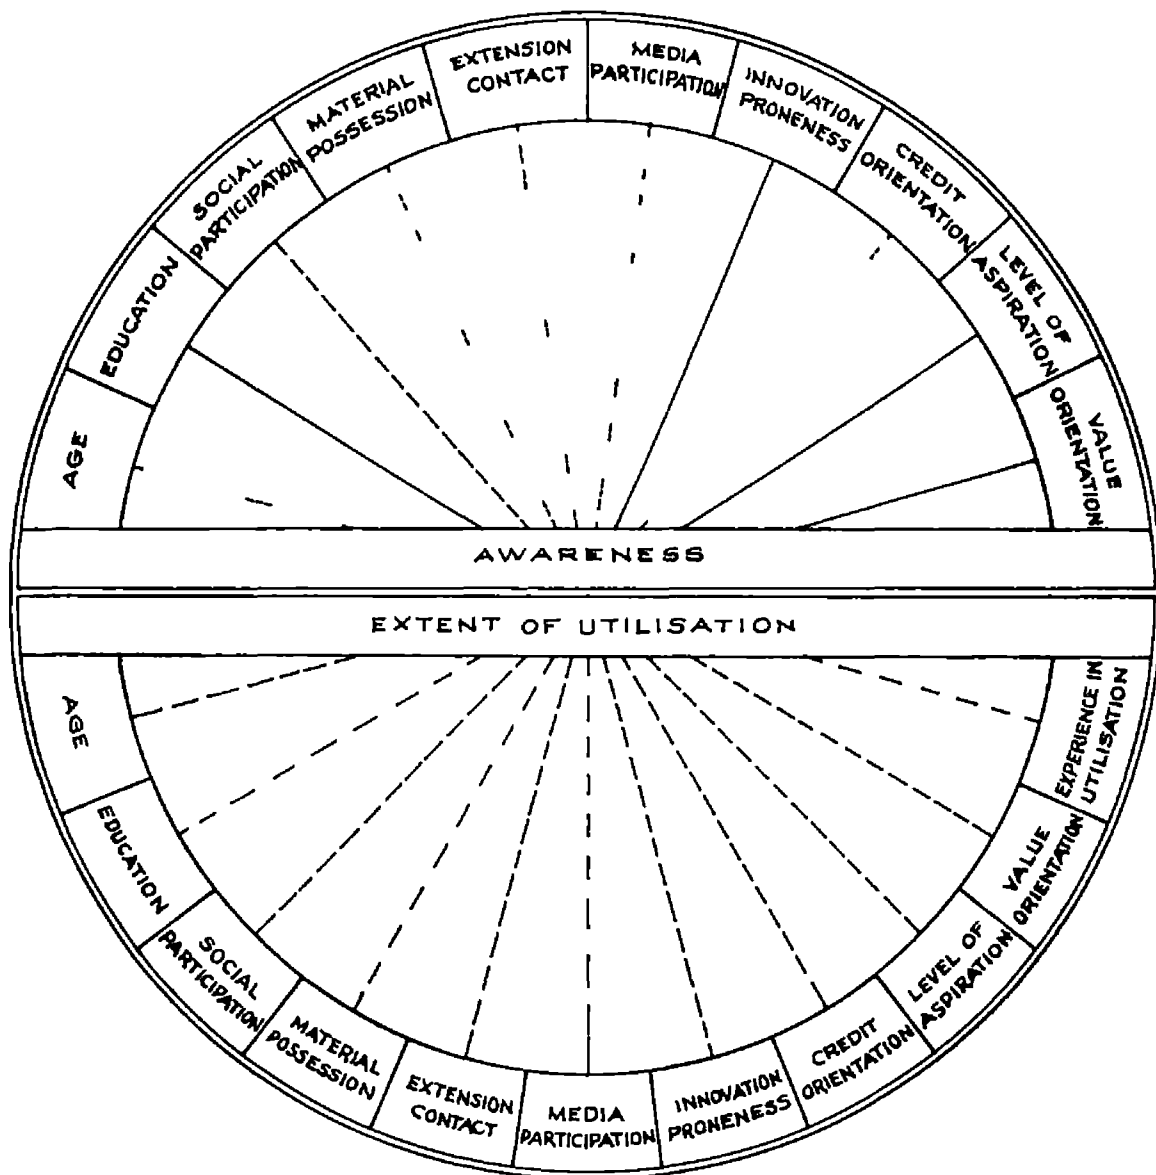 EXTENSION
CONTACT
MEDIA
PARTICIPATION
MATERIAL
POSSESSION
INNOVATION
PRONENESS
SOCIAL
PARTICIPATION
CREDIT
ORIENTATION
EDUCATION
LEVEL OF
ASPIRATION
AGE
VALUE
ORIENTATION
AWARENESS
EXTENT OF UTILISATION
AGE
EXPERIENCE IN
UTILISATION
EDUCATION
VALUE
ORIENTATION
SOCIAL
PARTICIPATION
LEVEL OF
ASPIRATION
MATERIAL
POSSESSION
CREDIT
ORIENTATION
EXTENSION
CONTACT
MEDIA
PARTICIPATION
INNOVATION
PRONENESS